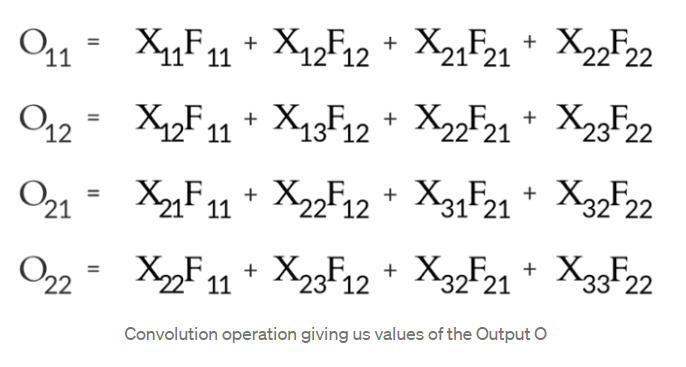 O₁₁ = X₁₁F₁₁ + X₁₂F₁₂ + X₂₁F₂₁ + X₂₂F₂₂
O₁₂ = X₁₂F₁₁ + X₁₃F₁₂ + X₂₂F₂₁ + X₂₃F₂₂
O₂₁ = X₂₁F₁₁ + X₂₂F₁₂ + X₃₁F₂₁ + X₃₂F₂₂
O₂₂ = X₂₂F₁₁ + X₂₃F₁₂ + X₃₂F₂₁ + X₃₃F₂₂
Convolution operation giving us values of the Output O